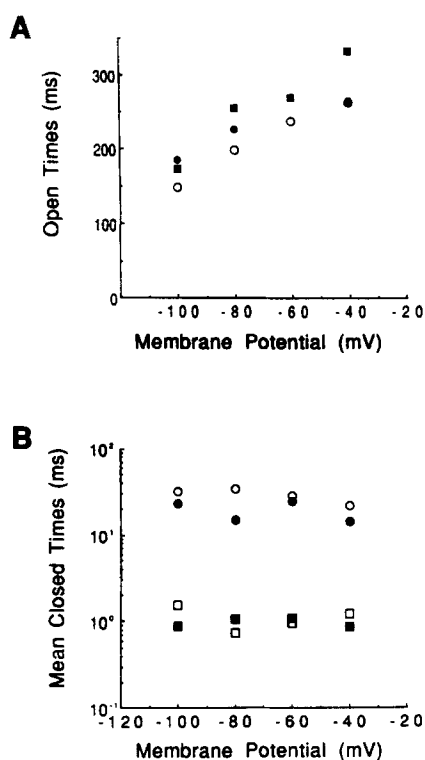 A
Open Times (ms)
300
200
100
0
-100 -80 -60 -40 -20
Membrane Potential (mV)
B
Mean Closed Times (ms)
10²
10¹
10⁰
10⁻¹
-120 -100 -80 -60 -40 -20
Membrane Potential (mV)